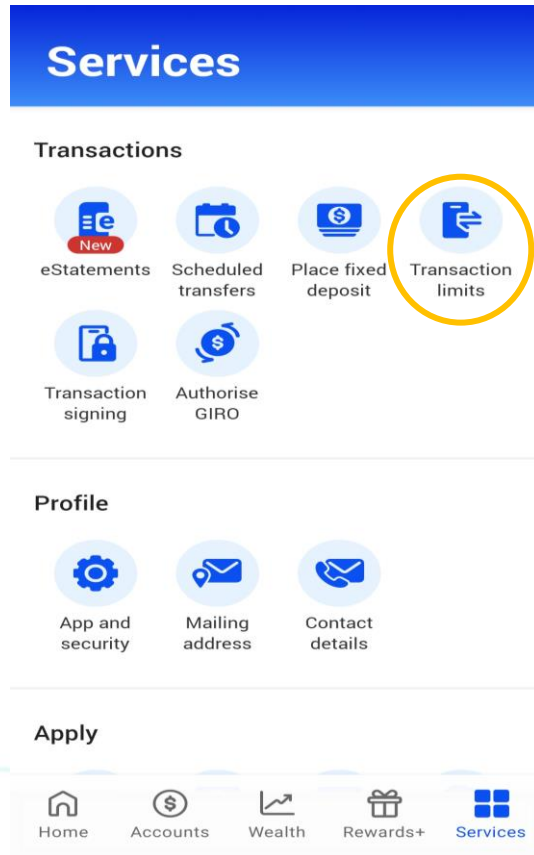 Services
Transactions
New
eStatements
Scheduled
transfers
Place fixed
deposit
Transaction
limits
Transaction
signing
Authorise
GIRO
Profile
App and
security
Mailing
address
Contact
details
Apply
Home
Accounts
Wealth
Rewards+
Services